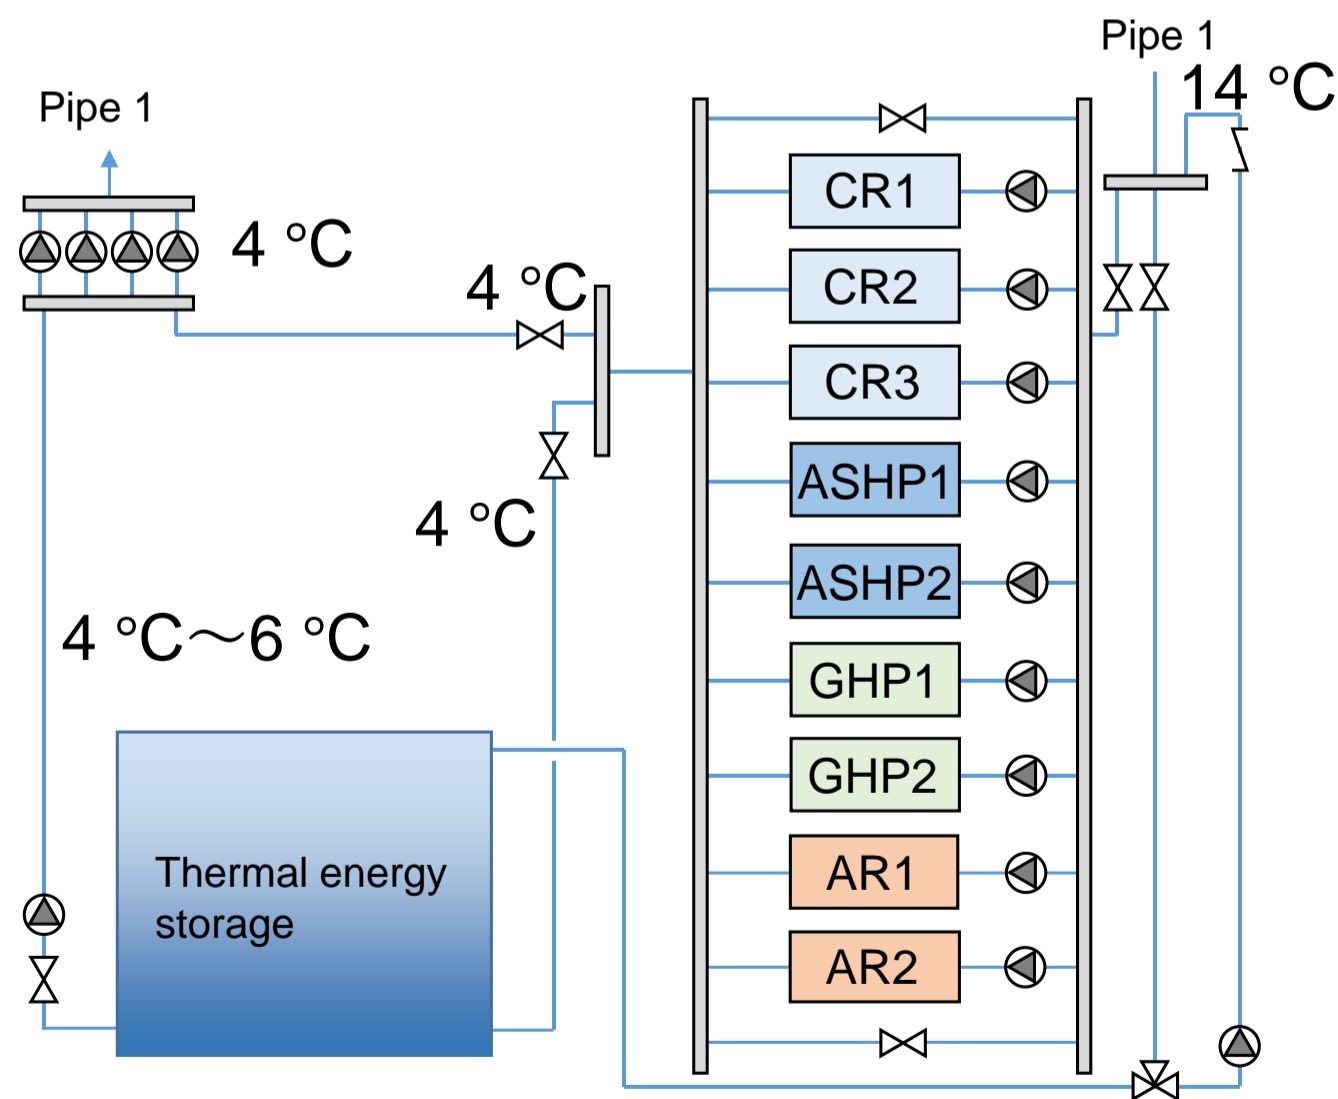 Pipe 1
14 °C
Pipe 1
4 °C
4 °C
4 °C
4 °C～6 °C
CR1
CR2
CR3
ASHP1
ASHP2
GHP1
GHP2
AR1
AR2
Thermal energy
storage